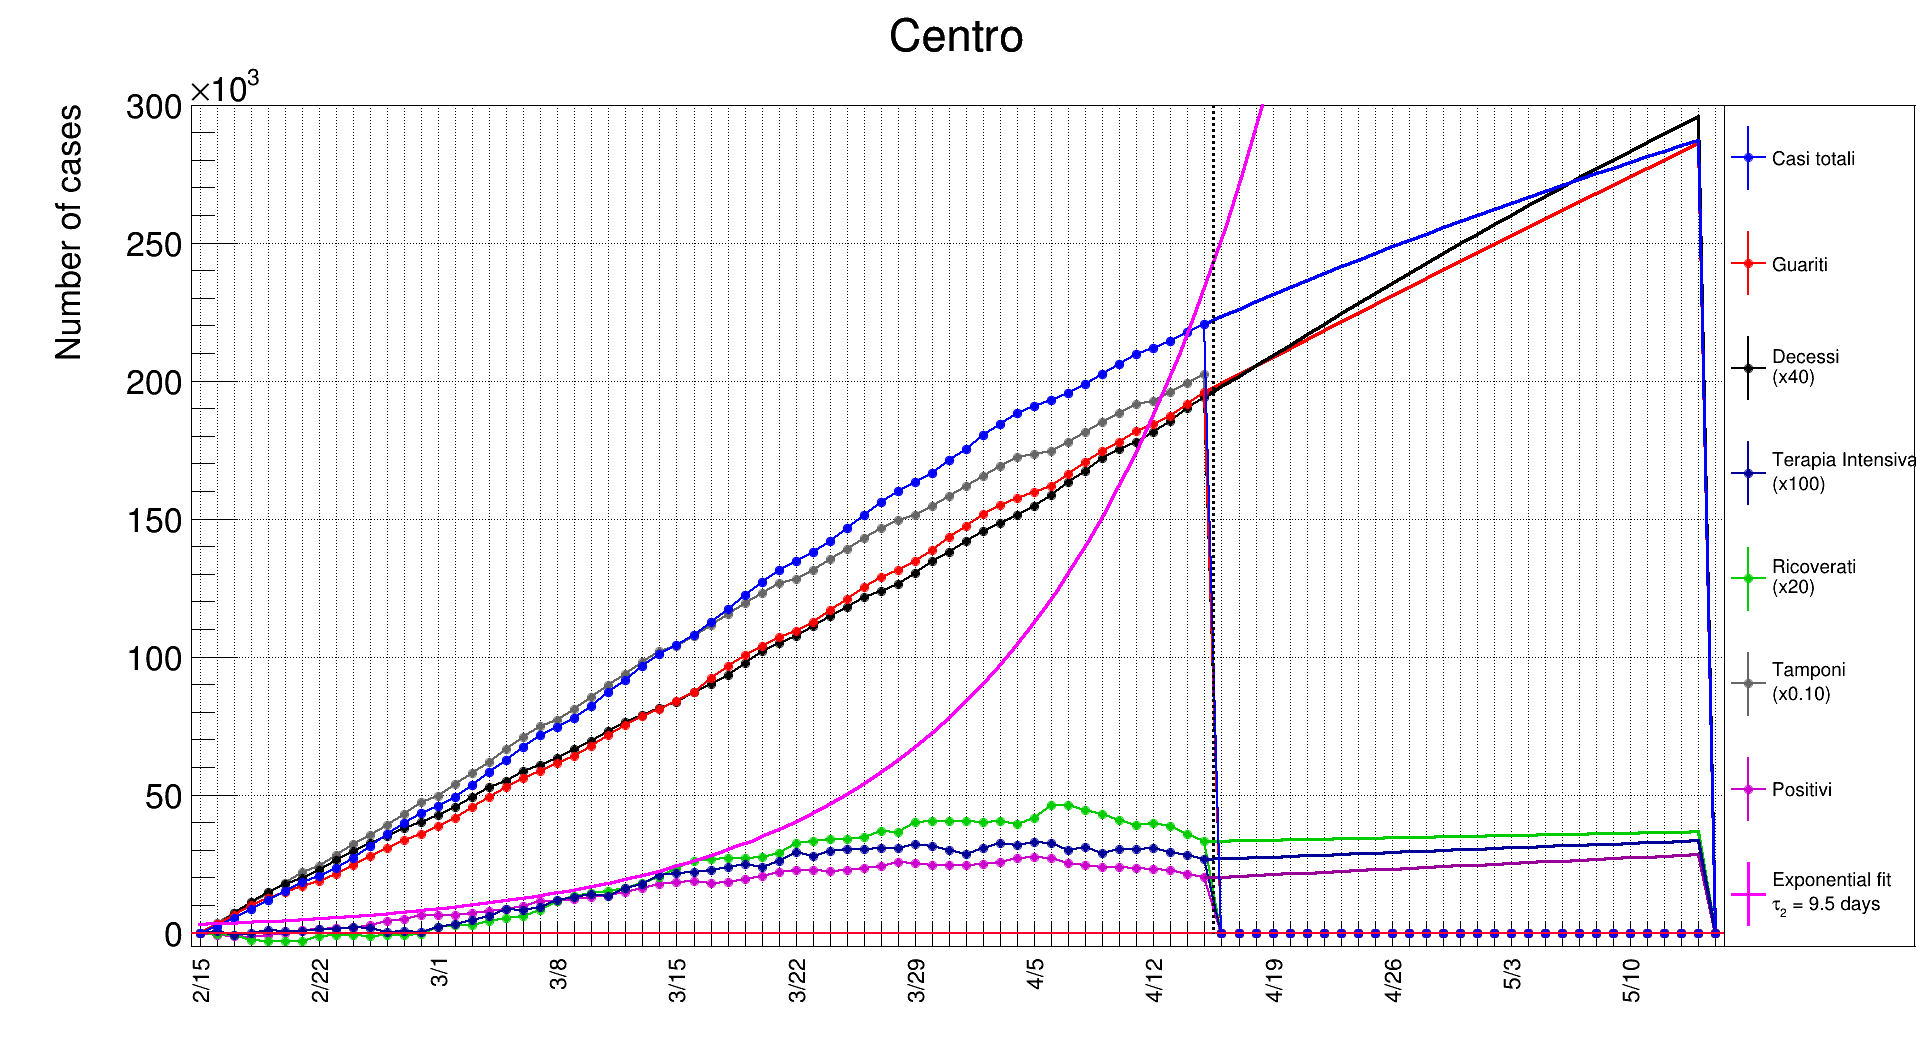 Centro
×10³
Number of cases
300
250
200
150
100
50
0
2/15
2/22
3/1
3/8
3/15
3/22
3/29
4/5
4/12
4/19
4/26
5/3
5/10
Casi totali
Guariti
Decessi
(x40)
Terapia Intensiva
(x100)
Ricoverati
(x20)
Tamponi
(x0.10)
Positivi
Exponential fit
τ₂ = 9.5 days